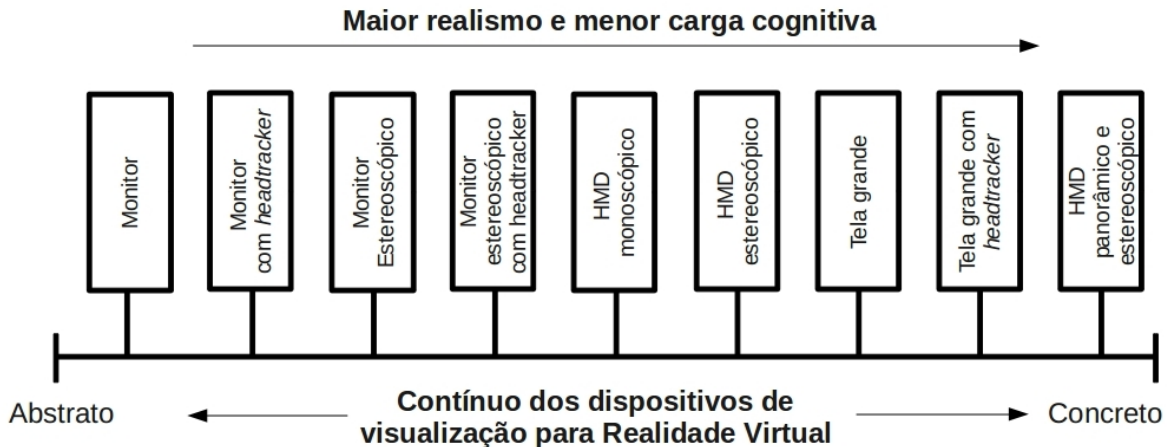 Maior realismo e menor carga cognitiva
Monitor
Monitor
com headtracker
Monitor
Estereoscópico
Monitor
estereoscópico
com headtracker
HMD
monoscópico
HMD
estereoscópico
Tela grande
Tela grande com
headtracker
HMD
panorâmico e
estereoscópico
Abstrato
Contínuo dos dispositivos de
visualização para Realidade Virtual
Concreto